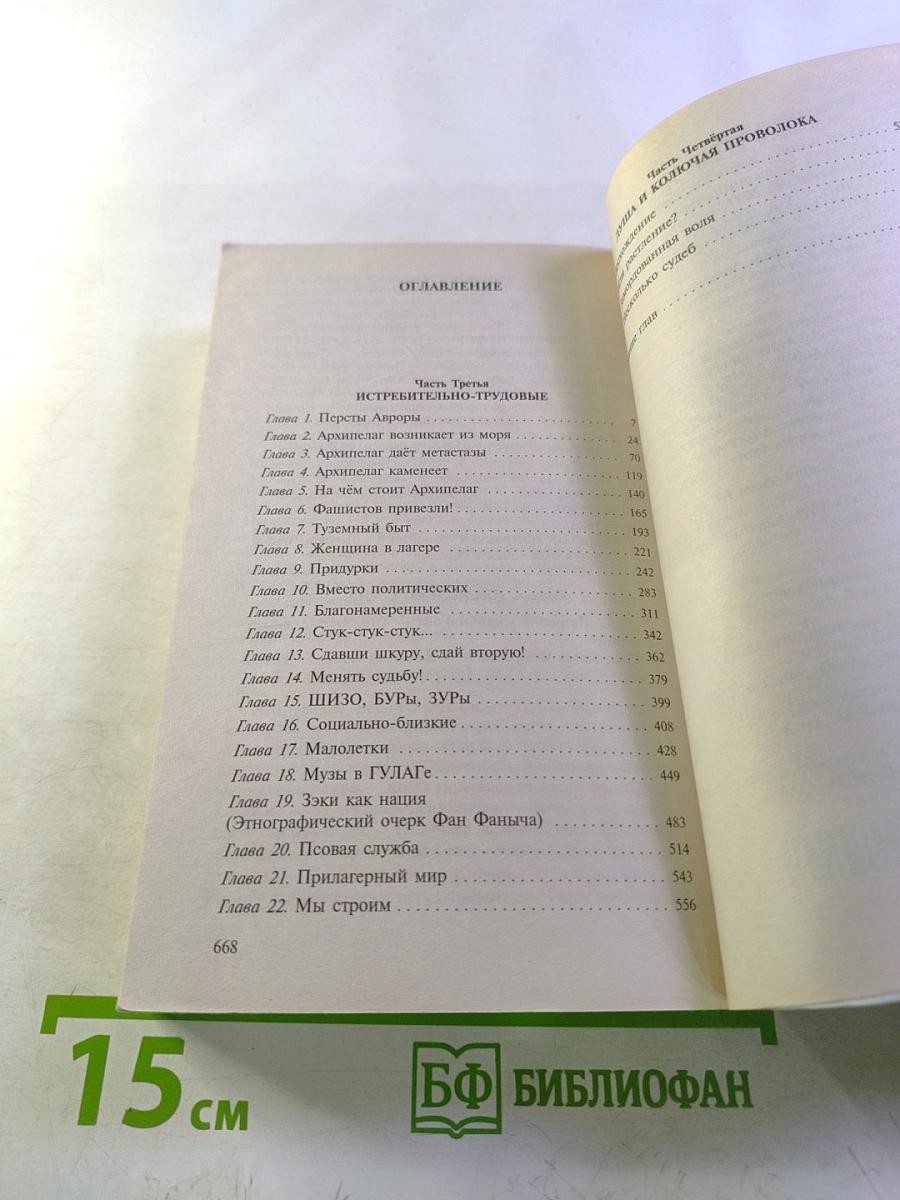 ОГЛАВЛЕНИЕ
Часть Третья
ИСТРЕБИТЕЛЬНО-ТРУДОВЫЕ
Глава 1. Персты Авроры 7
Глава 2. Архипелаг возникает из моря 24
Глава 3. Архипелаг даёт метастазы 70
Глава 4. Архипелаг каменеет 119
Глава 5. На чём стоит Архипелаг 140
Глава 6. Фашистов привезли! 165
Глава 7. Туземный быт 193
Глава 8. Женщина в лагере 221
Глава 9. Придурки 242
Глава 10. Вместо политических 283
Глава 11. Благонамеренные 311
Глава 12. Стук-стук-стук... 342
Глава 13. Сдавши шкуру, сдай вторую! 362
Глава 14. Менять судьбу! 379
Глава 15. ШИЗО, БУРы, ЗУРы 399
Глава 16. Социально-близкие 408
Глава 17. Малолетки 428
Глава 18. Музы в ГУЛАГе 449
Глава 19. Зэки как нация
(Этнографический очерк Фан Фаныча) 483
Глава 20. Псовая служба 514
Глава 21. Прилагерный мир 543
Глава 22. Мы строим 556
668
Часть Четвёртая
И КОЛЮЧАЯ ПРОВОЛОКА
растление?
воля
судеб
глав
15 см
БФ БИБЛИОФАН